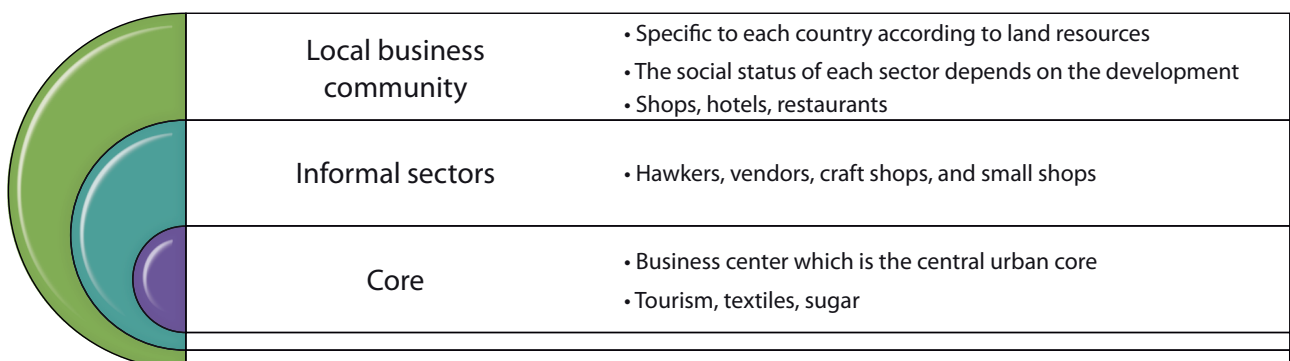 Local business
community
• Specific to each country according to land resources
• The social status of each sector depends on the development
• Shops, hotels, restaurants
Informal sectors
• Hawkers, vendors, craft shops, and small shops
Core
• Business center which is the central urban core
• Tourism, textiles, sugar